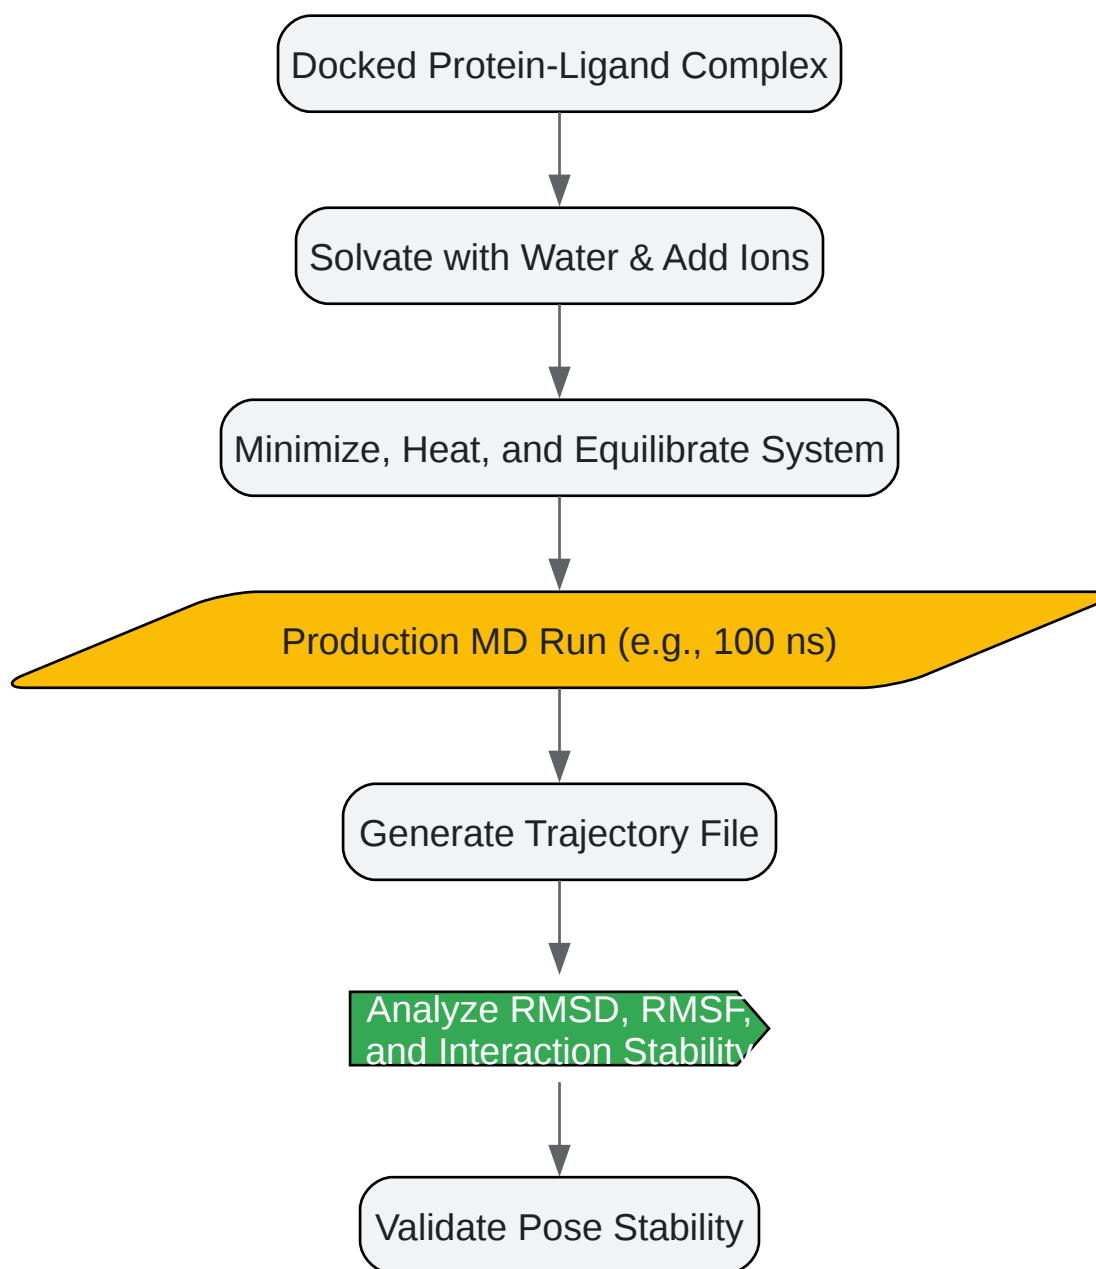 Docked Protein-Ligand Complex
Solvate with Water & Add Ions
Minimize, Heat, and Equilibrate System
Production MD Run (e.g., 100 ns)
Generate Trajectory File
Analyze RMSD, RMSF,
and Interaction Stability
Validate Pose Stability